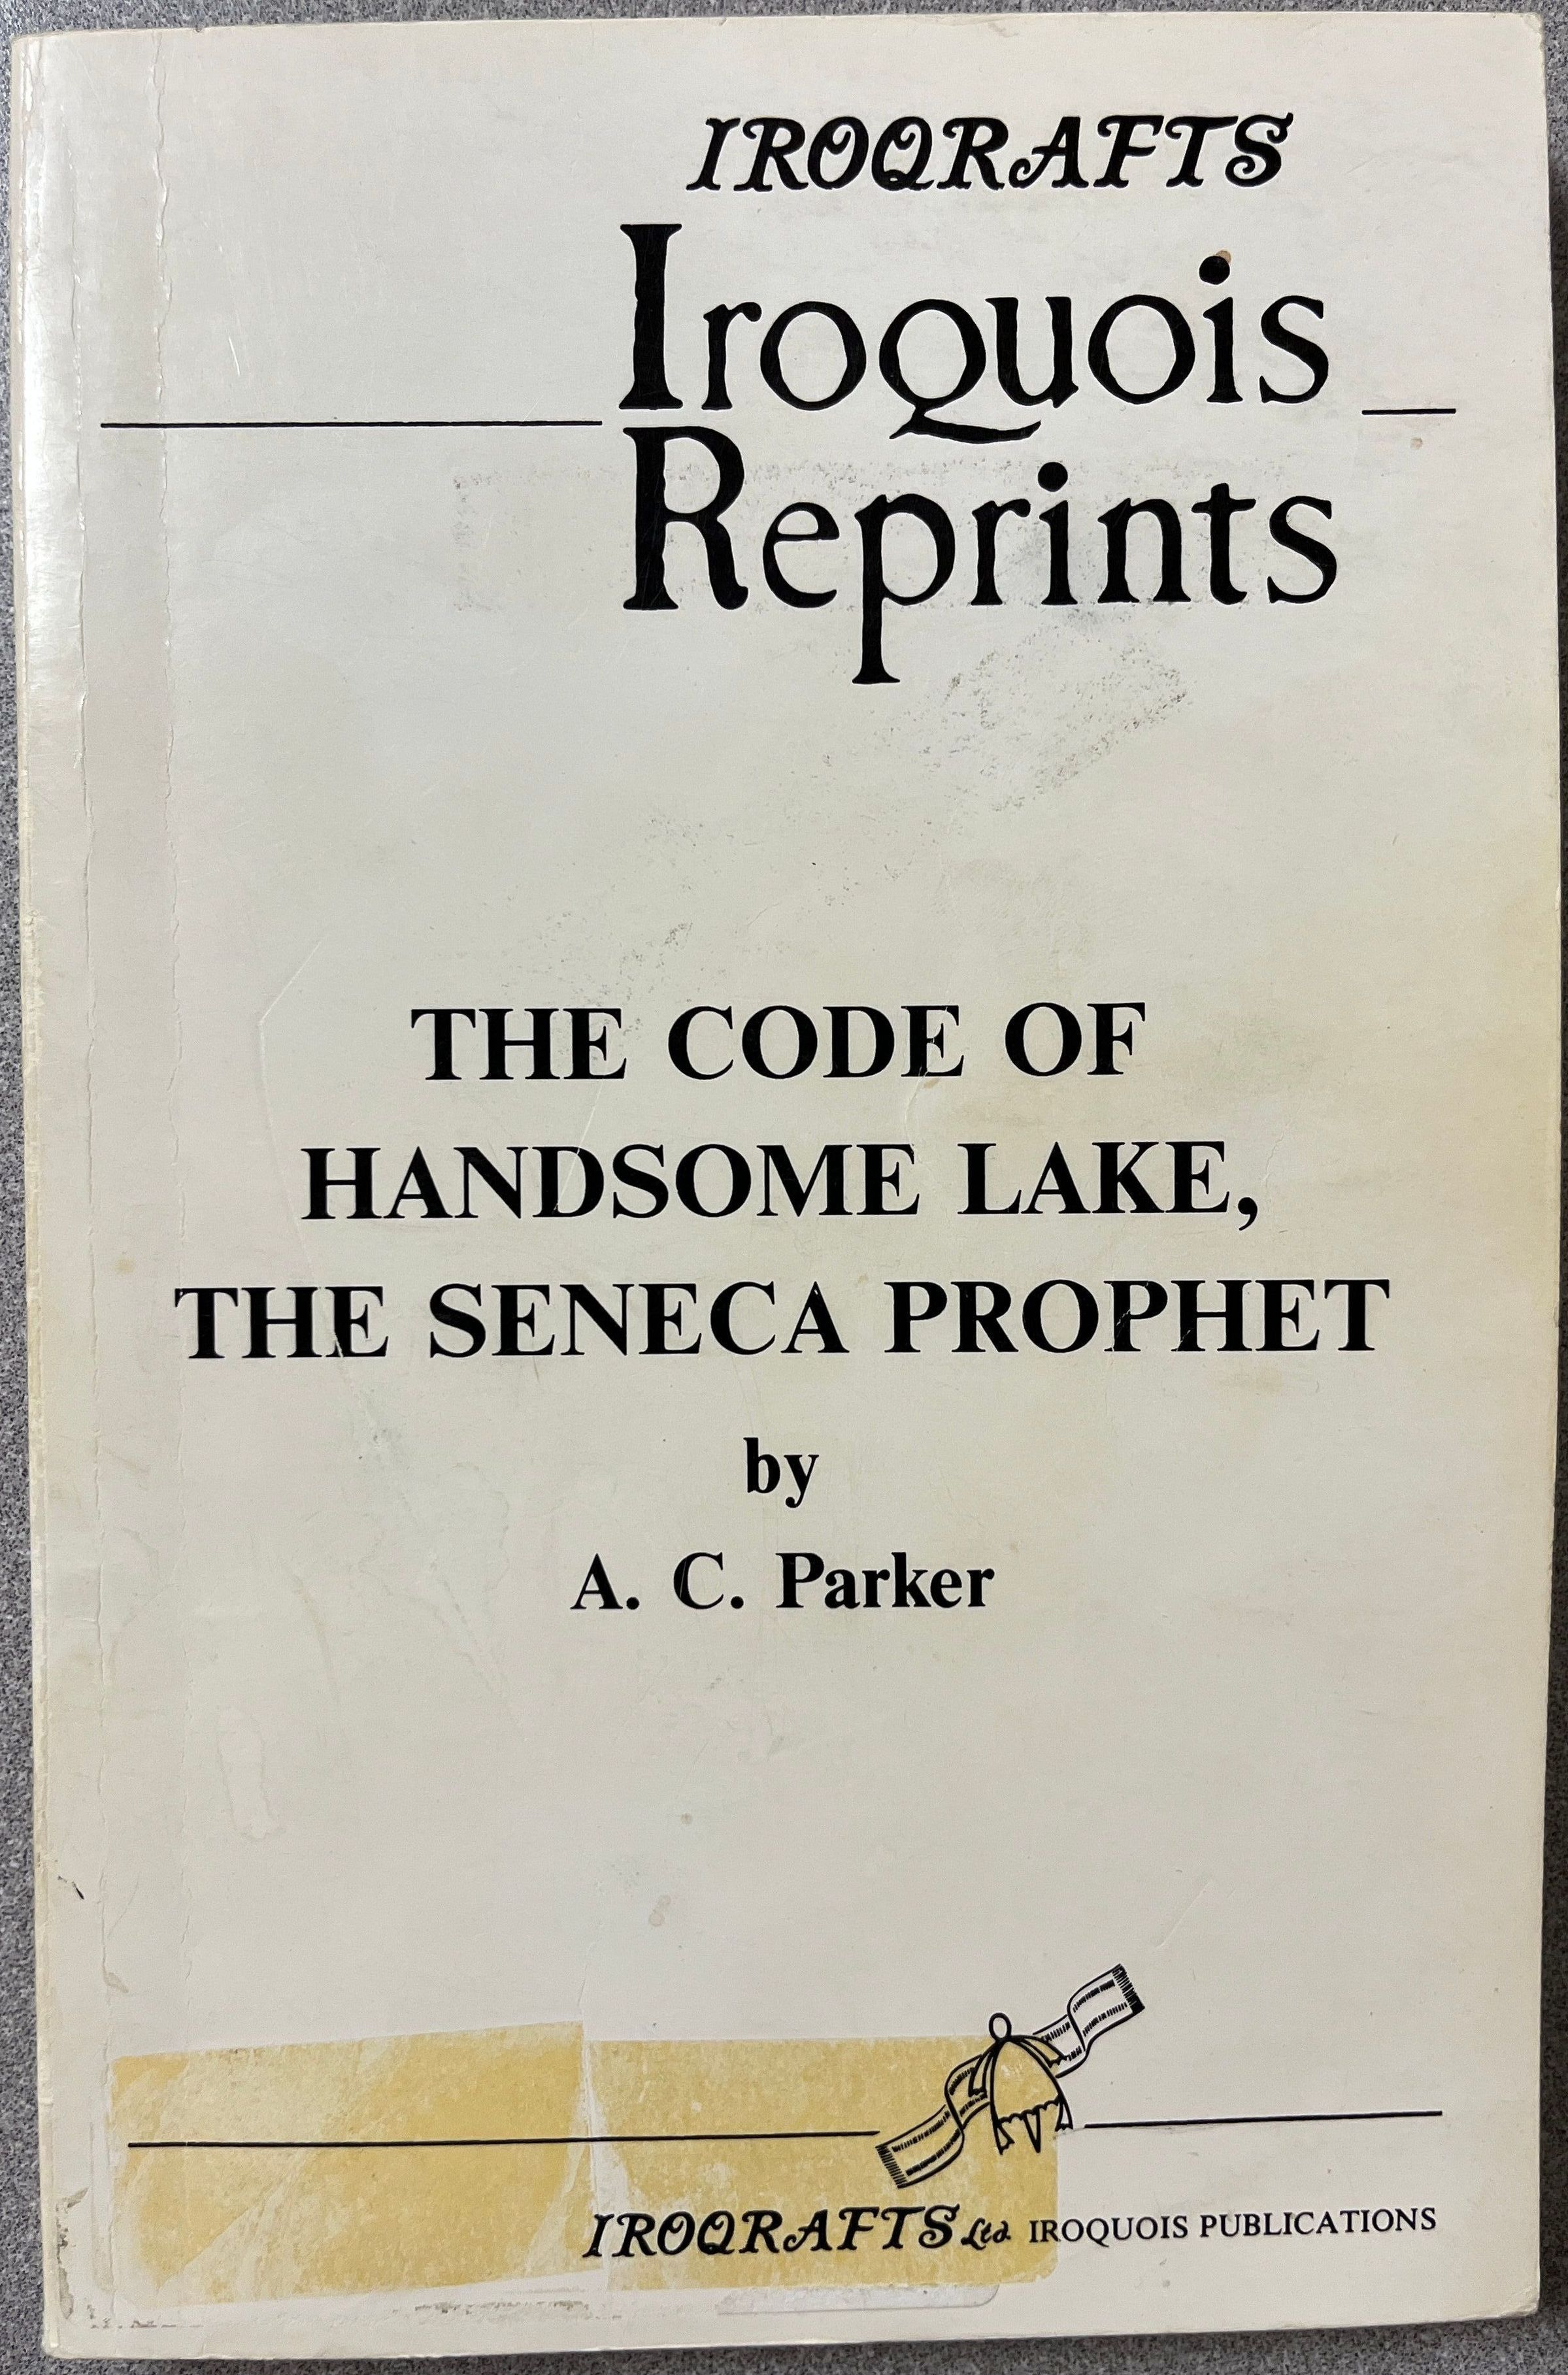 IROQRAFTS
Iroquois
Reprints
THE CODE OF
HANDSOME LAKE,
THE SENECA PROPHET
by
A. C. Parker
IROQRAFTS Ltd. IROQUOIS PUBLICATIONS